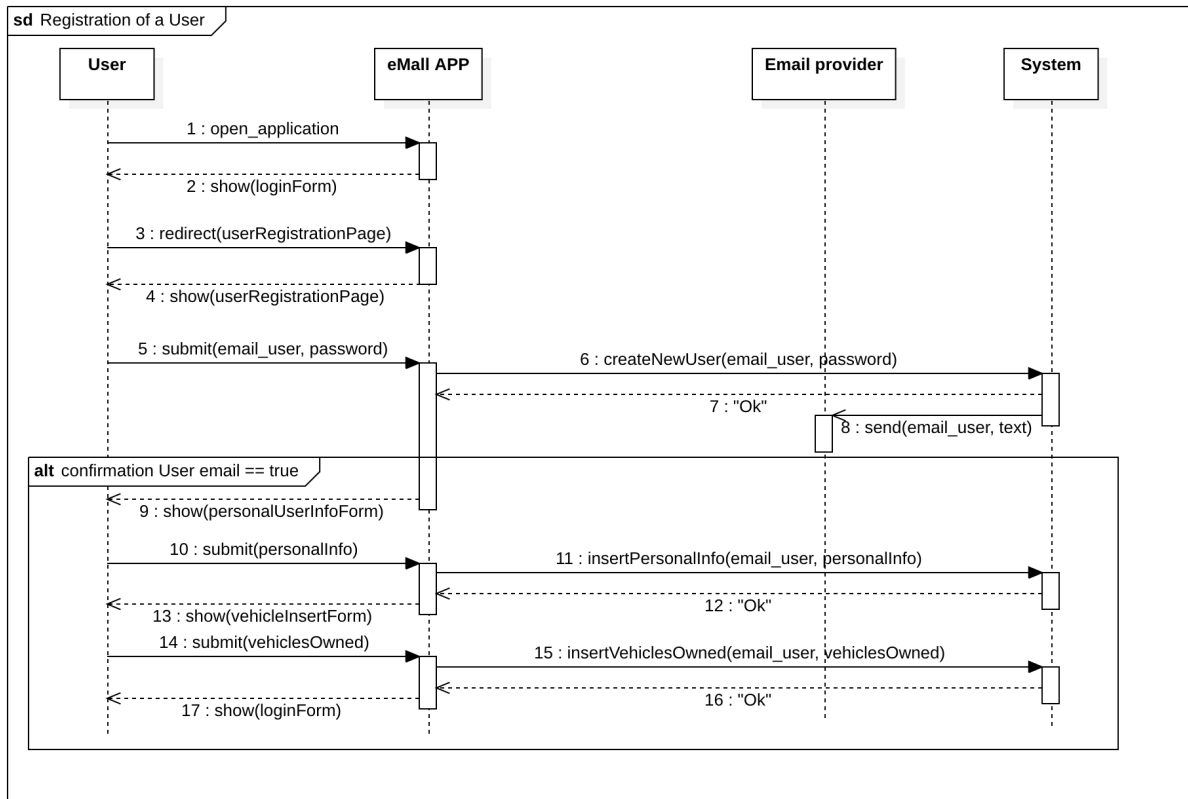 sd Registration of a User
User
eMall APP
Email provider
System
1 : open_application
2 : show(loginForm)
3 : redirect(userRegistrationPage)
4 : show(userRegistrationPage)
5 : submit(email_user, password)
6 : createNewUser(email_user, password)
7 : "Ok"
8 : send(email_user, text)
alt confirmation User email == true
9 : show(personalUserInfoForm)
10 : submit(personalInfo)
11 : insertPersonalInfo(email_user, personalInfo)
12 : "Ok"
13 : show(vehicleInsertForm)
14 : submit(vehiclesOwned)
15 : insertVehiclesOwned(email_user, vehiclesOwned)
16 : "Ok"
17 : show(loginForm)